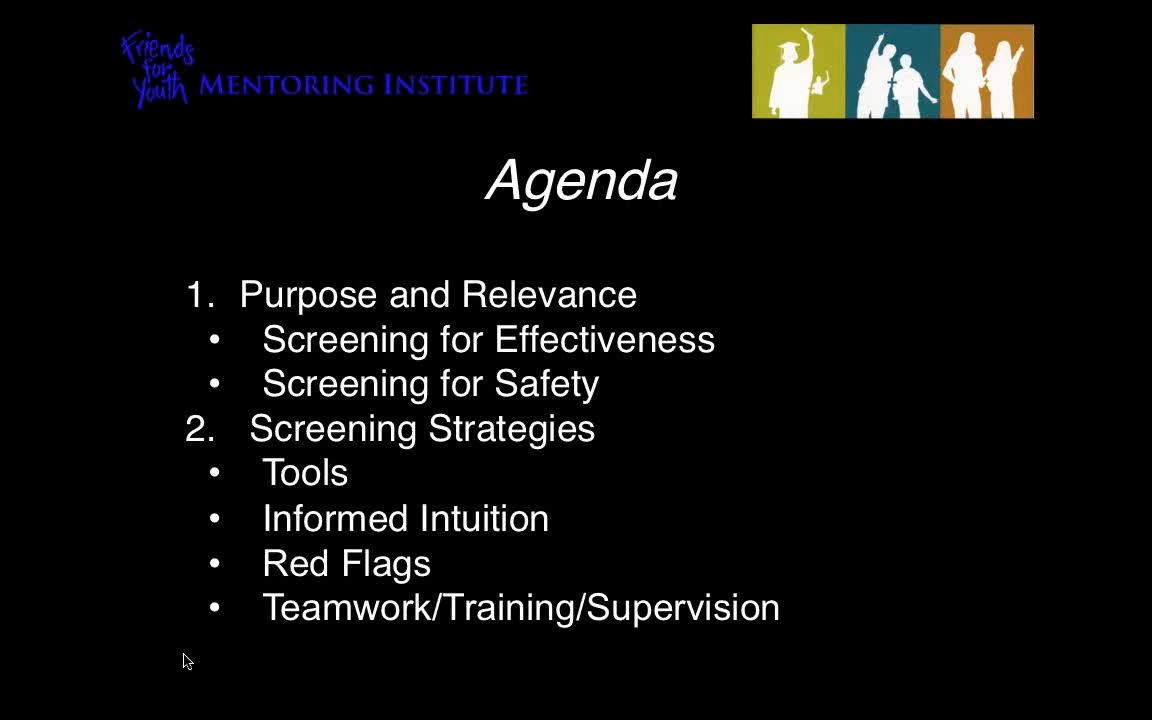 Friends
for
Youth
MENTORING INSTITUTE
Agenda
1. Purpose and Relevance
• Screening for Effectiveness
• Screening for Safety
2. Screening Strategies
• Tools
• Informed Intuition
• Red Flags
• Teamwork/Training/Supervision